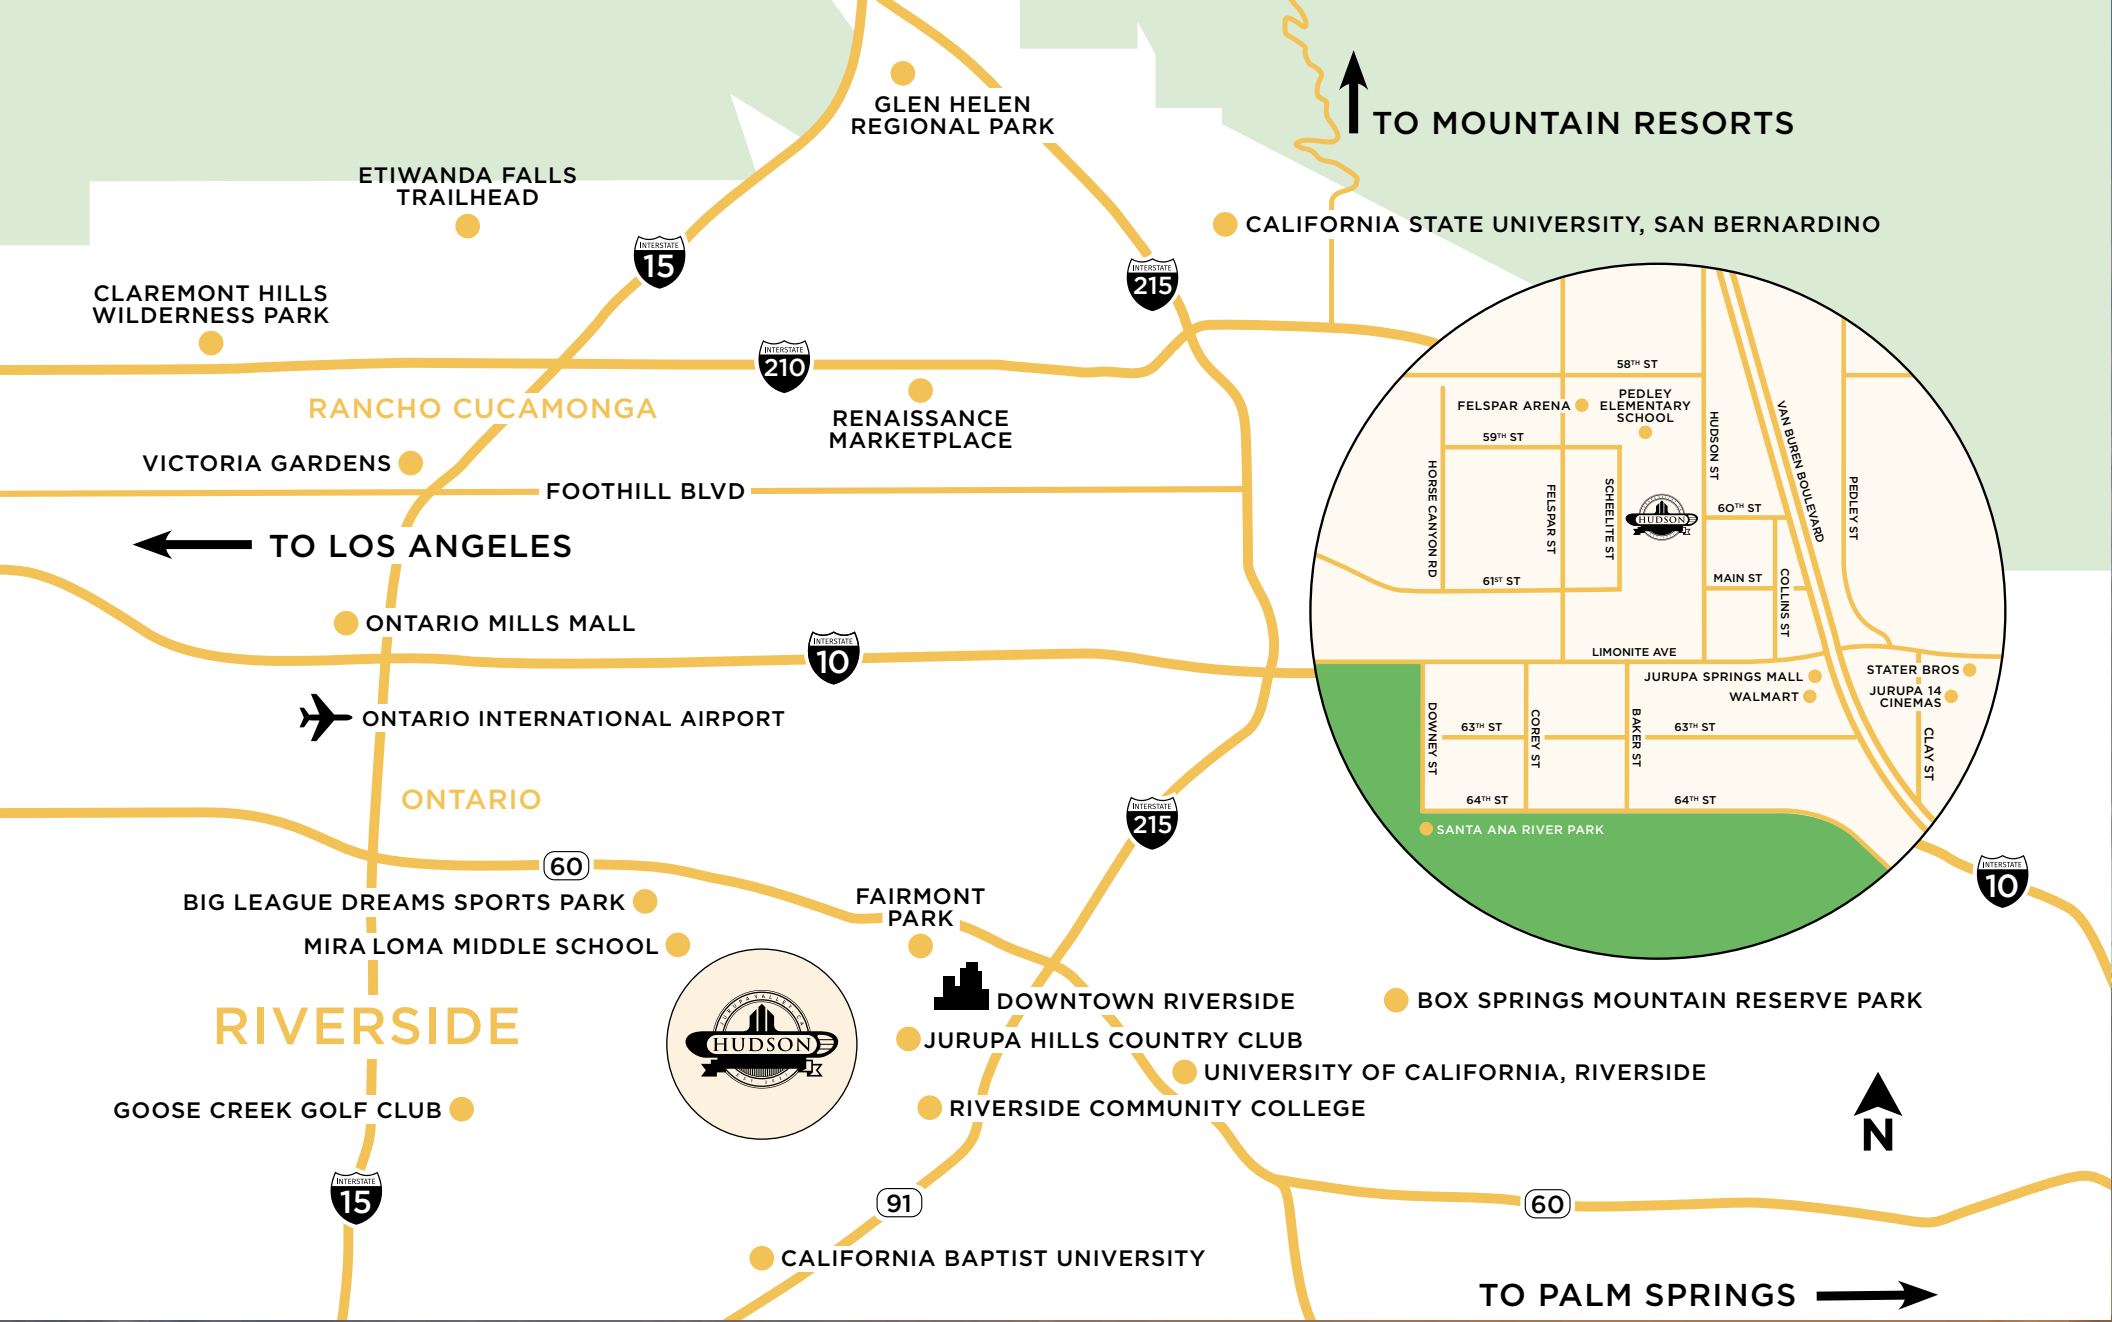 GLEN HELEN
REGIONAL PARK
TO MOUNTAIN RESORTS
ETIWANDA FALLS
TRAILHEAD
CALIFORNIA STATE UNIVERSITY, SAN BERNARDINO
INTERSTATE
15
INTERSTATE
215
CLAREMONT HILLS
WILDERNESS PARK
INTERSTATE
210
RANCHO CUCAMONGA
RENAISSANCE
MARKETPLACE
VICTORIA GARDENS
FOOTHILL BLVD
TO LOS ANGELES
ONTARIO MILLS MALL
INTERSTATE
10
ONTARIO INTERNATIONAL AIRPORT
ONTARIO
INTERSTATE
215
60
BIG LEAGUE DREAMS SPORTS PARK
MIRA LOMA MIDDLE SCHOOL
FAIRMONT
PARK
58TH ST
FELSPAR ARENA
PEDLEY
ELEMENTARY
SCHOOL
HUDSON ST
VAN BUREN BOULEVARD
59TH ST
HORSE CANYON RD
FELSPAR ST
SCHEELITE ST
HUDSON
60TH ST
PEDLEY ST
61ST ST
MAIN ST
COLLINS ST
LIMONITE AVE
JURUPA SPRINGS MALL
WALMART
STATER BROS
JURUPA 14
CINEMAS
DOWNEY ST
63RD ST
COREY ST
BAKER ST
63RD ST
CLAY ST
64TH ST
64TH ST
SANTA ANA RIVER PARK
INTERSTATE
10
RIVERSIDE
JURUPA VALLEY, CA
HUDSON
DOWNTOWN RIVERSIDE
BOX SPRINGS MOUNTAIN RESERVE PARK
JURUPA HILLS COUNTRY CLUB
UNIVERSITY OF CALIFORNIA, RIVERSIDE
GOOSE CREEK GOLF CLUB
RIVERSIDE COMMUNITY COLLEGE
N
INTERSTATE
15
91
60
CALIFORNIA BAPTIST UNIVERSITY
TO PALM SPRINGS